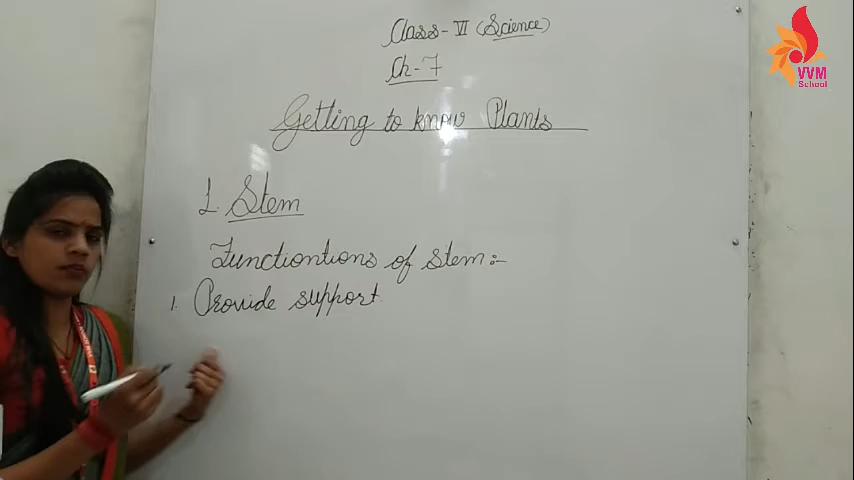 Class - VI (Science)
Ch - 7
Getting to know Plants
1. Stem
Functiontions of stem :-
1. Provide support
VVM
School